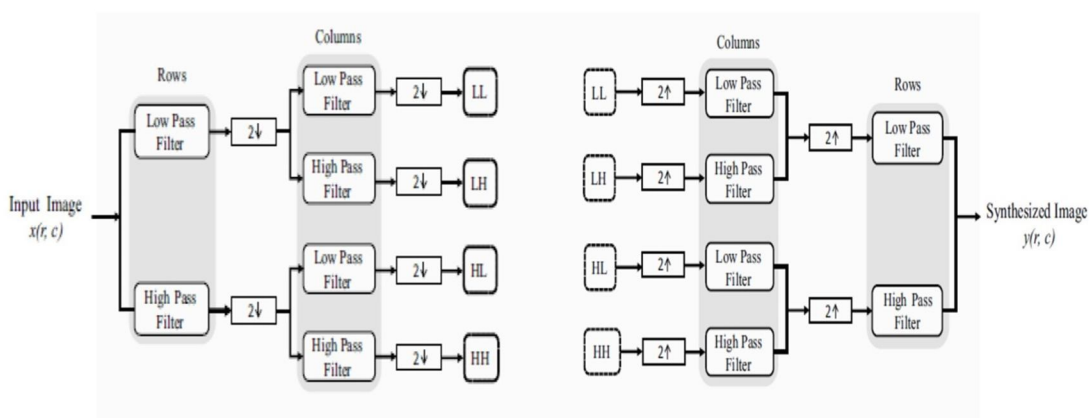 Rows
Columns
Input Image
x(r, c)
Low Pass
Filter
2↓
High Pass
Filter
2↓
Low Pass
Filter
2↓
LL
High Pass
Filter
2↓
LH
Low Pass
Filter
2↓
HL
High Pass
Filter
2↓
HH
Columns
Rows
LL
2↑
Low Pass
Filter
LH
2↑
High Pass
Filter
HL
2↑
Low Pass
Filter
HH
2↑
High Pass
Filter
2↑
Low Pass
Filter
2↑
High Pass
Filter
Synthesized Image
y(r, c)